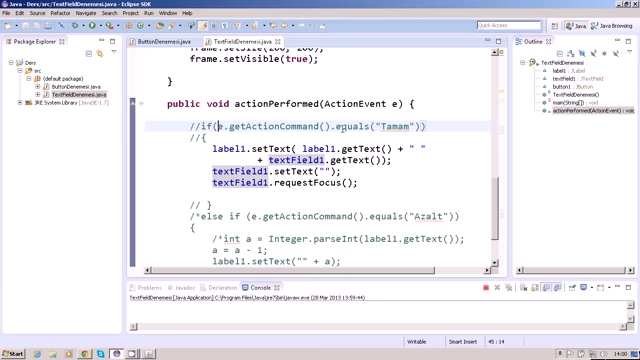 Java - Ders/src/TextFieldDenemesi.java - Eclipse SDK
File Edit Source Refactor Navigate Search Project Run Window Help
Quick Access
Java
Java Browsing
Package Explorer
Ders
src
(default package)
ButtonDenemesi.java
TextFieldDenemesi.java
JRE System Library [JavaSE-1.7]
ButtonDenemesi.java
TextFieldDenemesi.java
frame.setSize(200, 200);
frame.setVisible(true);
}
public void actionPerformed(ActionEvent e) {
//if(e.getActionCommand().equals("Tamam"))
//{
label1.setText( label1.getText() + " "
+ textField1.getText());
textField1.setText("");
textField1.requestFocus();
// }
/*else if (e.getActionCommand().equals("Azalt"))
{
/*int a = Integer.parseInt(label1.getText());
a = a - 1;
label1.setText("" + a);
Outline
TextFieldDenemesi
label1 : JLabel
textField1 : JTextField
button1 : JButton
main(String[]) : void
actionPerformed(ActionEvent) : void
Problems
Javadoc
Declaration
Console
TextFieldDenemesi [Java Application] C:\Program Files\Java\jre7\bin\javaw.exe (28 Mar 2013 13:59:44)
Writable
Smart Insert
45 : 14
Start
14:00